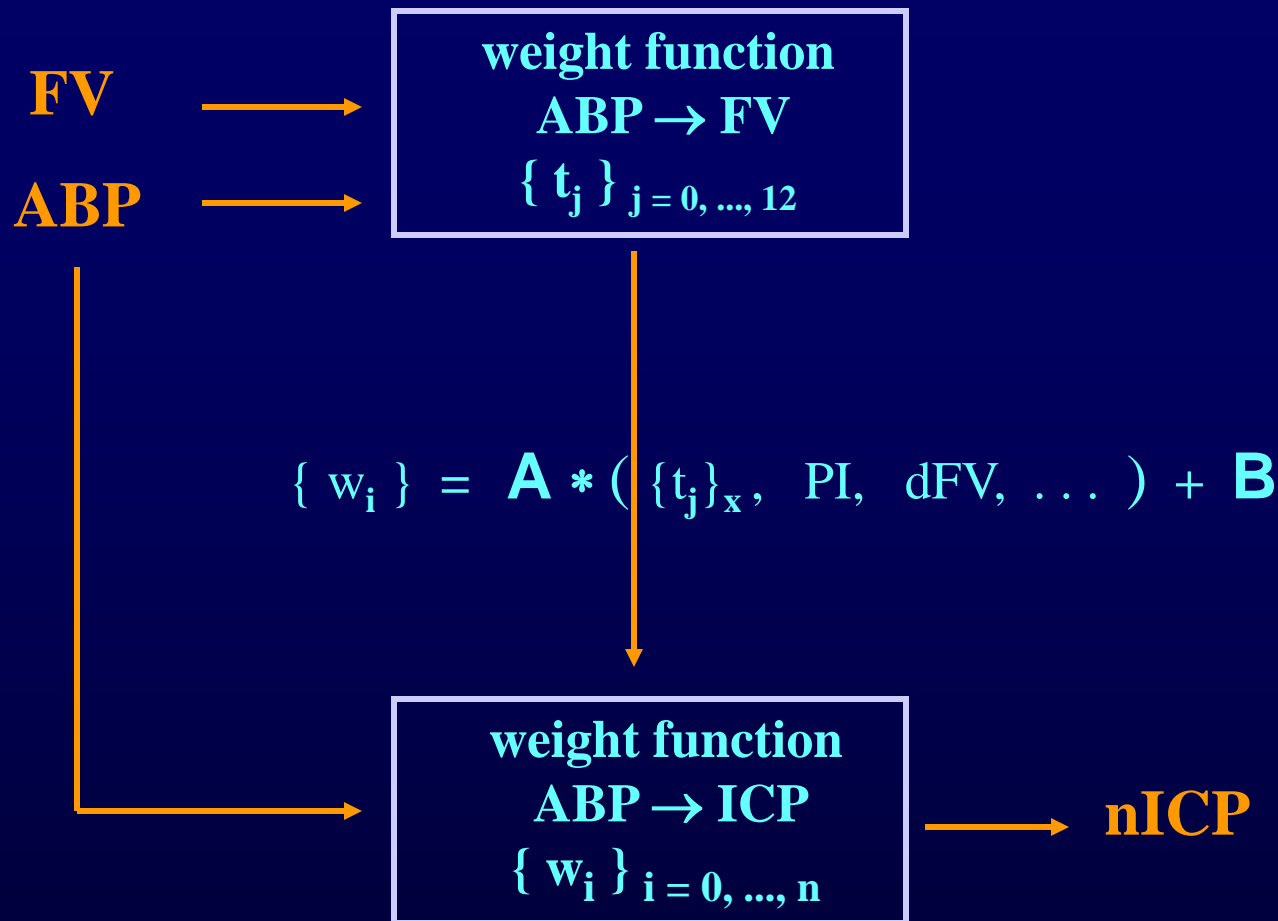 FV
weight function
ABP → FV
{ tj } j = 0, ..., 12
ABP
{ wi } = A * ( {tj}x , PI, dFV, . . . ) + B
weight function
ABP → ICP
{ wi } i = 0, ..., n
nICP